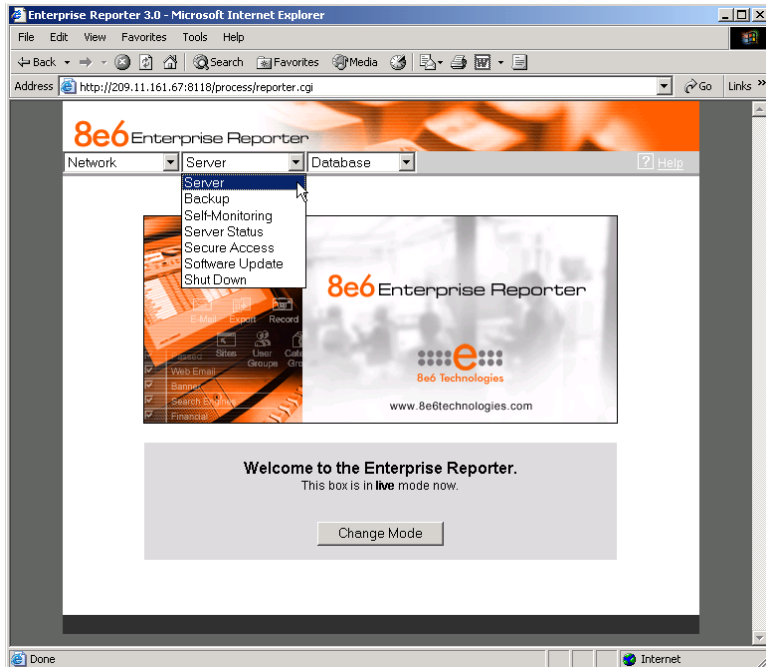 Enterprise Reporter 3.0 - Microsoft Internet Explorer
File Edit View Favorites Tools Help
Back Search Favorites Media
Address http://209.11.161.67:8118/process/reporter.cgi Go Links »
8e6 Enterprise Reporter
Network Server Database ? Help
Server
Backup
Self-Monitoring
Server Status
Secure Access
Software Update
Shut Down
8e6 Enterprise Reporter
E-Mail Export Record
Sites User Groups
Web Email
Banner
Search Engines
Financial
8e6 Technologies
www.8e6technologies.com
Welcome to the Enterprise Reporter.
This box is in live mode now.
Change Mode
Done Internet